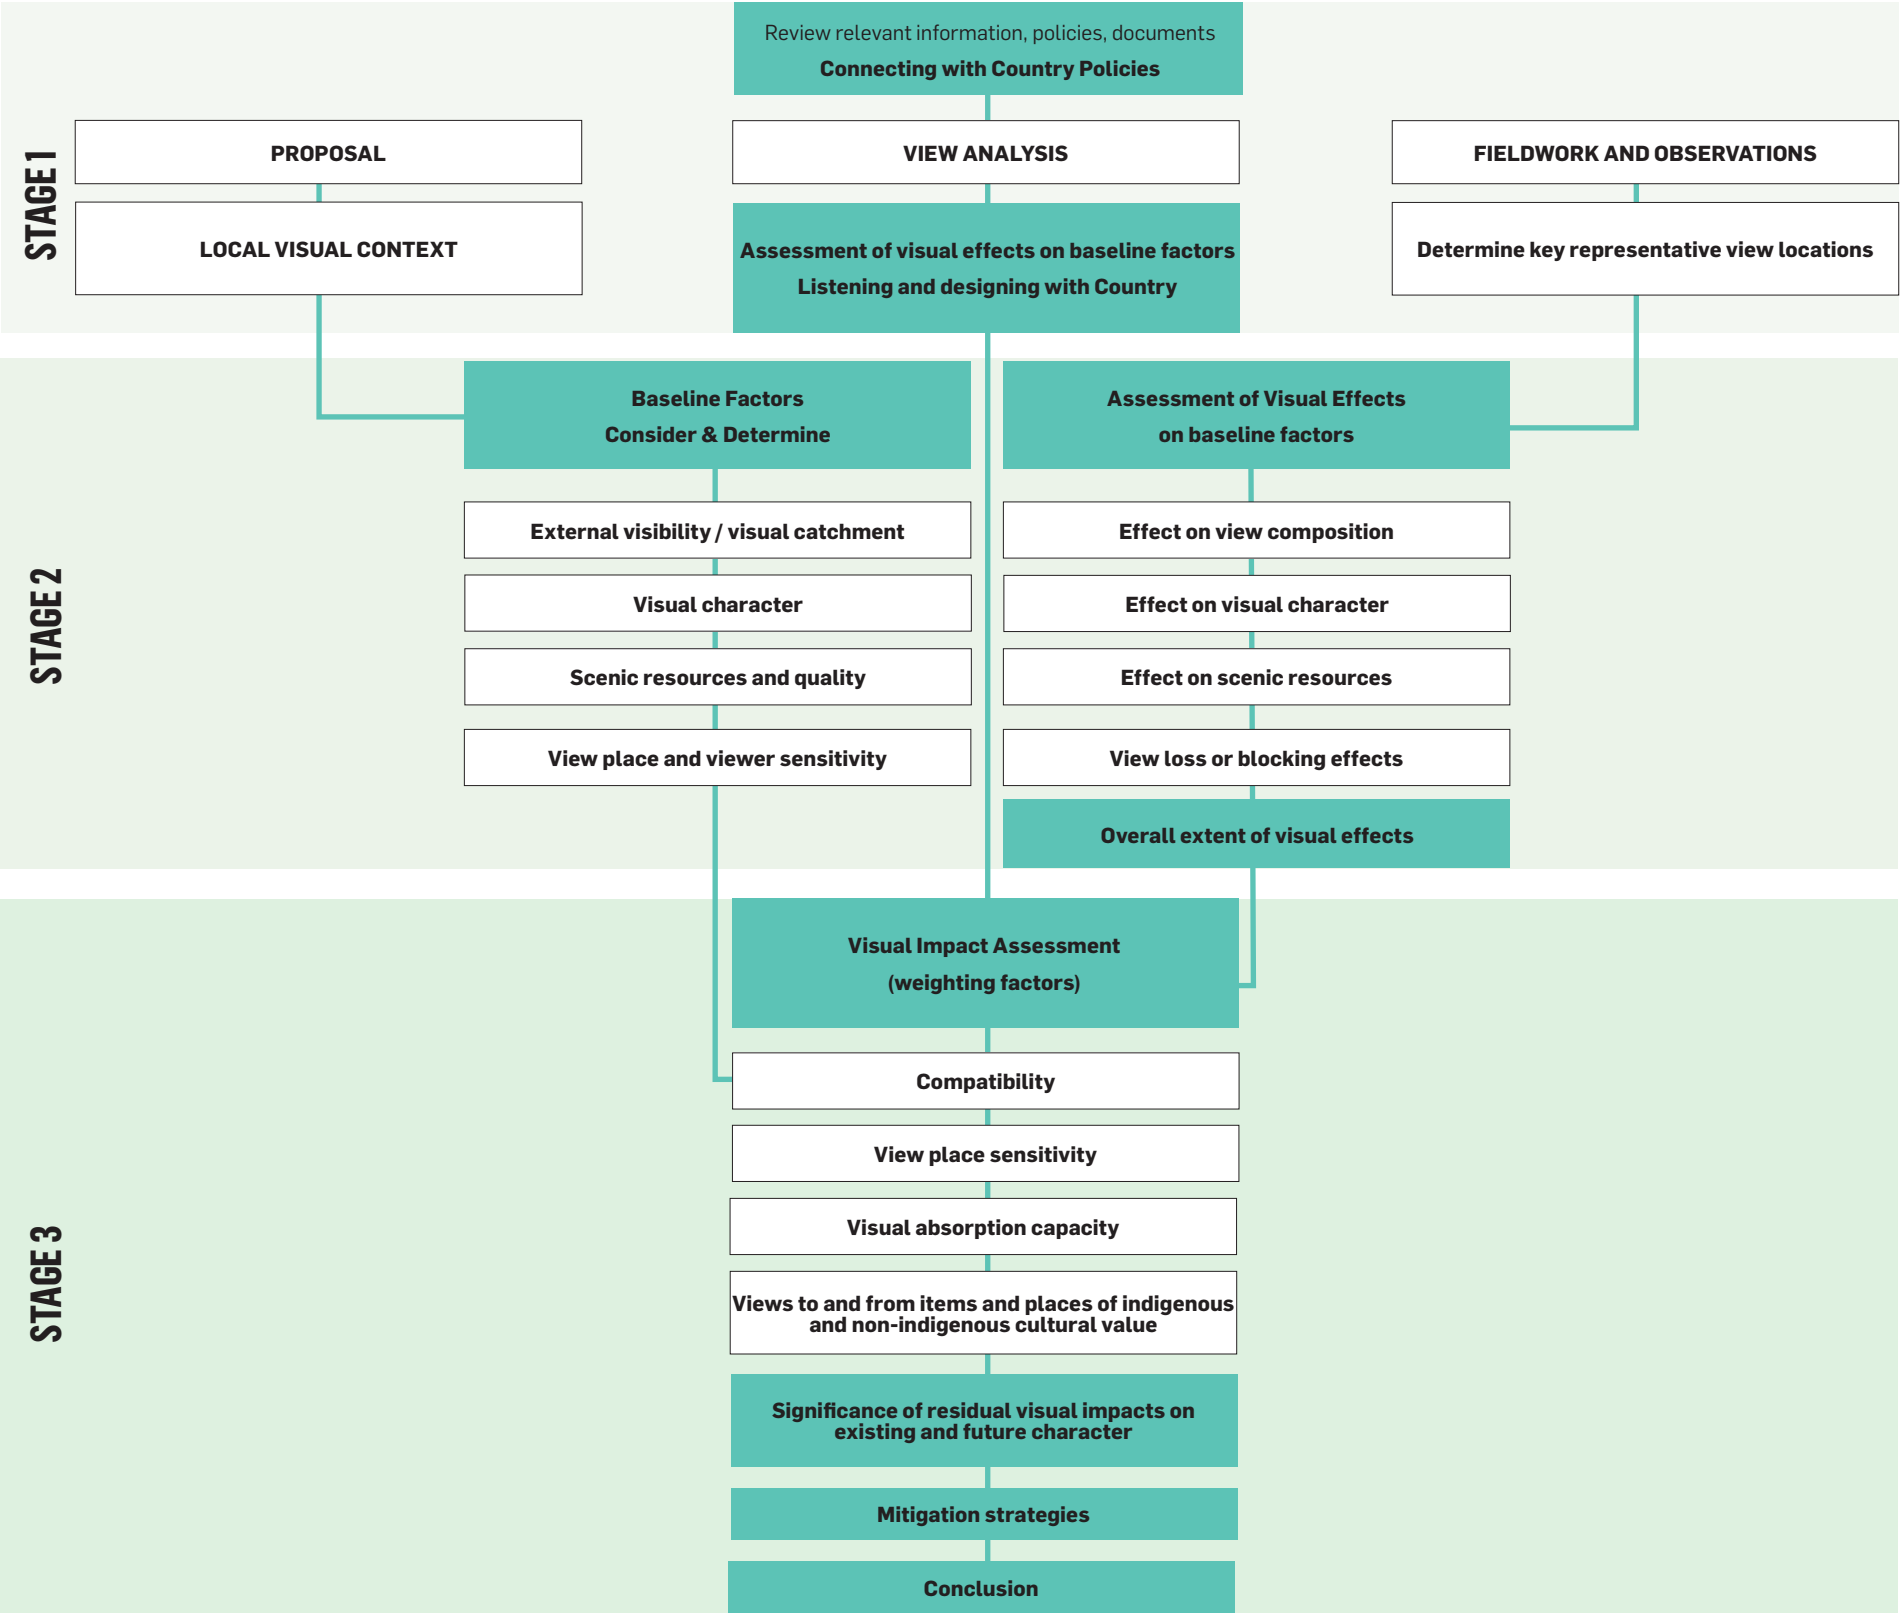 STAGE 1
Review relevant information, policies, documents
Connecting with Country Policies
PROPOSAL
VIEW ANALYSIS
FIELDWORK AND OBSERVATIONS
LOCAL VISUAL CONTEXT
Assessment of visual effects on baseline factors
Listening and designing with Country
Determine key representative view locations
STAGE 2
Baseline Factors
Consider & Determine
External visibility / visual catchment
Visual character
Scenic resources and quality
View place and viewer sensitivity
Assessment of Visual Effects
on baseline factors
Effect on view composition
Effect on visual character
Effect on scenic resources
View loss or blocking effects
Overall extent of visual effects
STAGE 3
Visual Impact Assessment
(weighting factors)
Compatibility
View place sensitivity
Visual absorption capacity
Views to and from items and places of indigenous
and non-indigenous cultural value
Significance of residual visual impacts on
existing and future character
Mitigation strategies
Conclusion